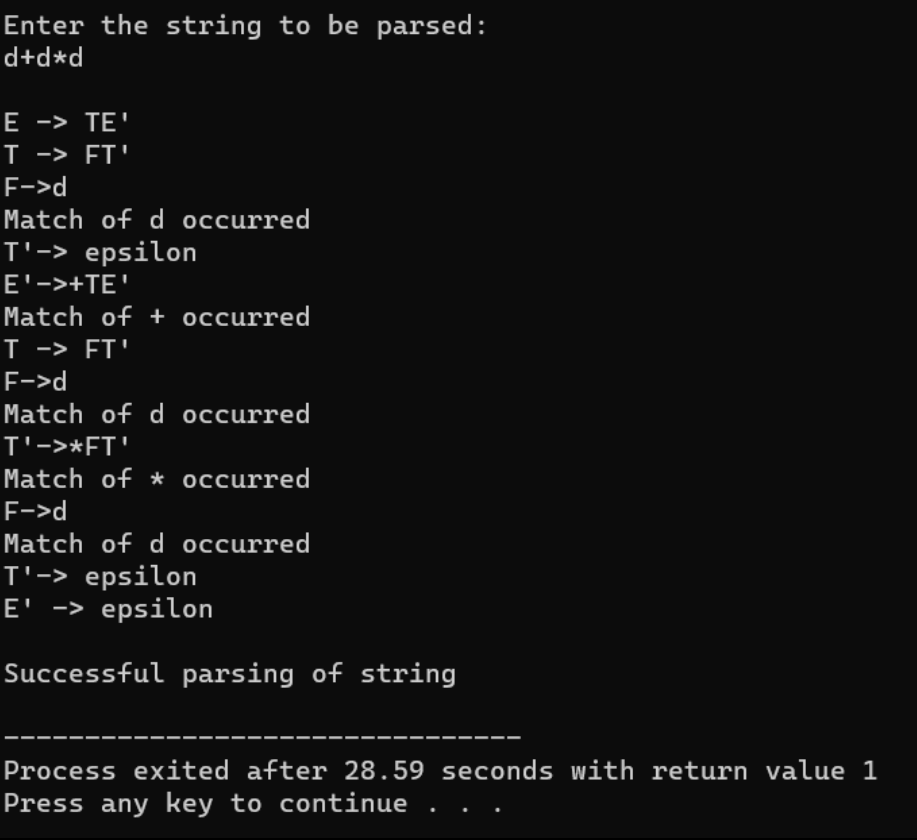 Enter the string to be parsed:
d+d*d
E -> TE'
T -> FT'
F->d
Match of d occurred
T'-> epsilon
E'->+TE'
Match of + occurred
T -> FT'
F->d
Match of d occurred
T'->*FT'
Match of * occurred
F->d
Match of d occurred
T'-> epsilon
E' -> epsilon
Successful parsing of string
--------------------------------
Process exited after 28.59 seconds with return value 1
Press any key to continue . . .